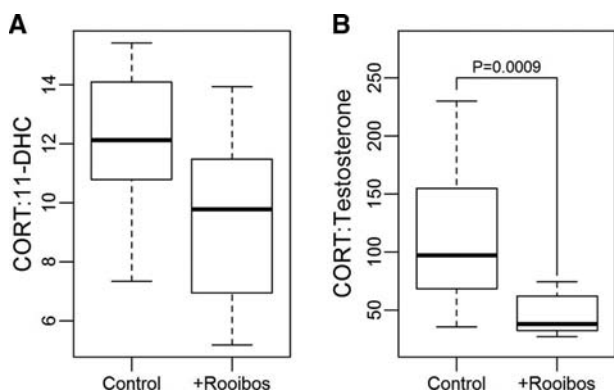 A
CORT:11-DHC
14
12
10
8
6
Control
+Rooibos
B
CORT:Testosterone
250
200
150
100
50
P=0.0009
Control
+Rooibos